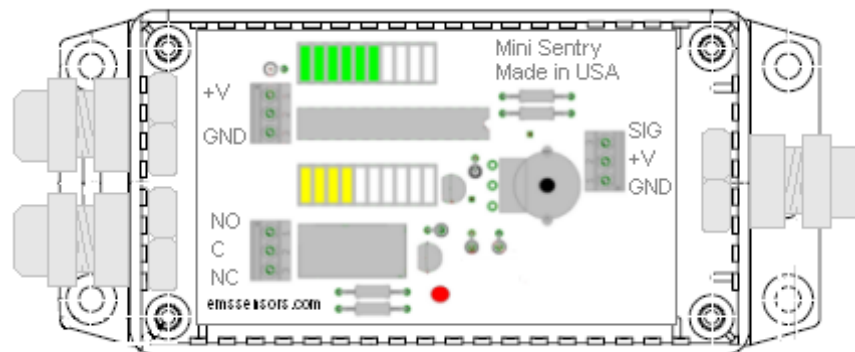 Mini Sentry
Made in USA
+V
GND
SIG
+V
GND
NO
C
NC
emssensors.com